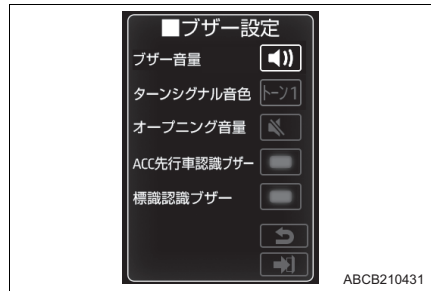 ■ブザー設定
ブザー音量
ターンシグナル音色 トーン1
オープニング音量
ACC先行車認識ブザー
標識認識ブザー
ABCB210431